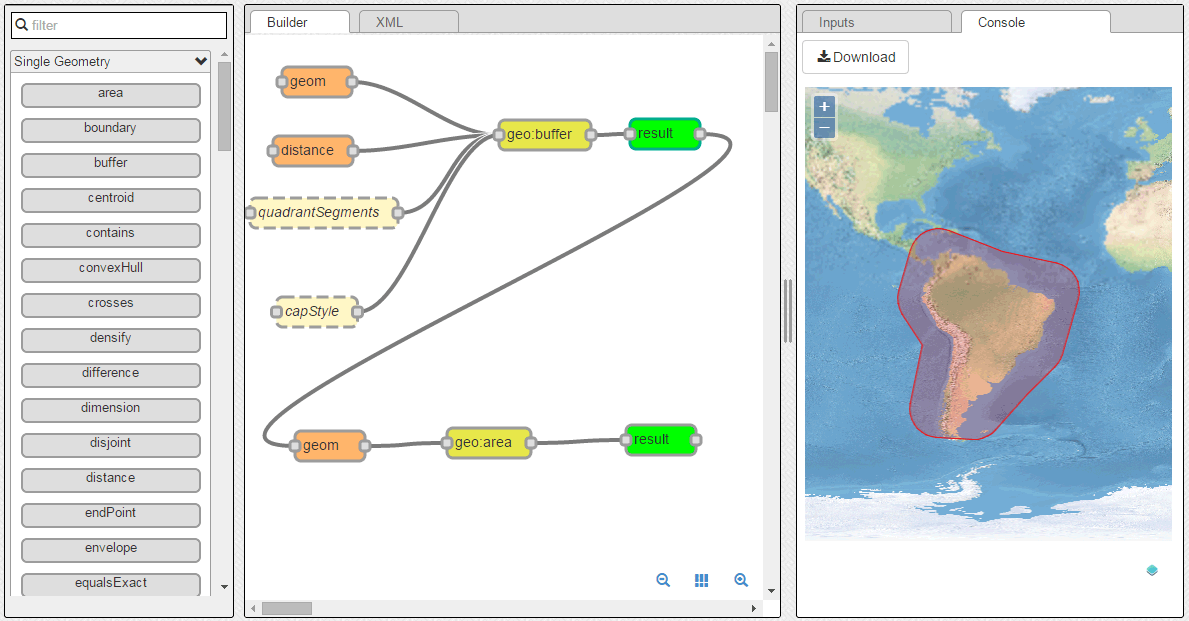 filter
Single Geometry
area
boundary
buffer
centroid
contains
convexHull
crosses
densify
difference
dimension
disjoint
distance
endPoint
envelope
equalsExact
Builder
XML
geom
distance
quadrantSegments
capStyle
geo:buffer
result
geom
geo:area
result
Inputs
Console
Download
+
−